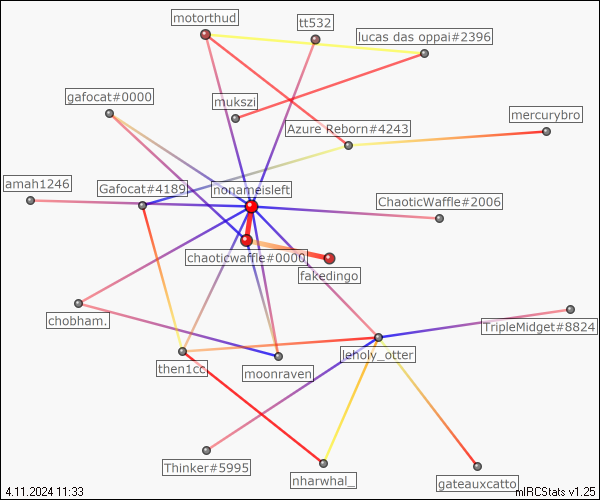 motorthud
tt532
lucas das oppai#2396
gafocat#0000
mukszi
mercurybro
Azure Reborn#4243
amah1246
Gafocat#4189
nonameisleft
ChaoticWaffle#2006
chaoticwaffle#0000
fakedingo
chobham.
TripleMidget#8824
leholy_otter
then1cc
moonraven
Thinker#5995
nharwhal_
gateauxcatto
4.11.2024 11:33
mIRCStats v1.25